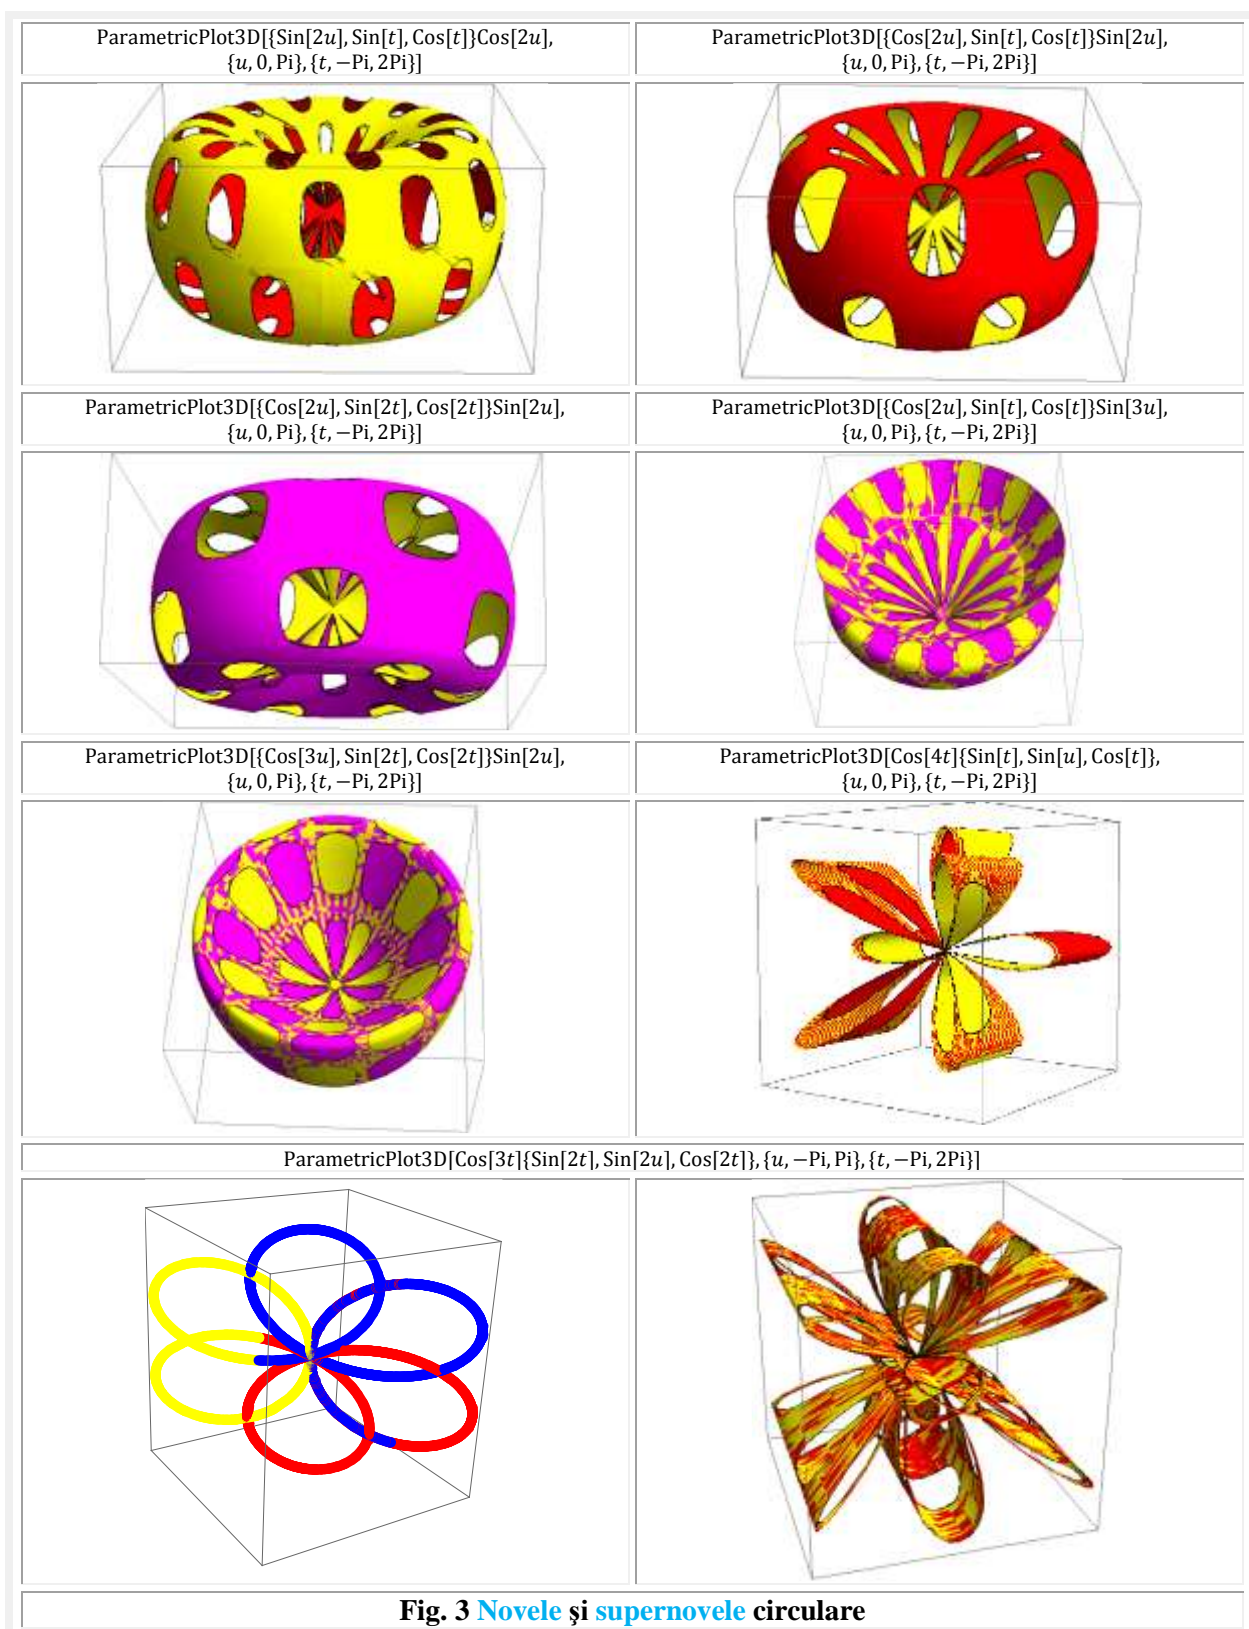 ParametricPlot3D[{Sin[2u], Sin[t], Cos[t]}Cos[2u],
{u, 0, Pi}, {t, −Pi, 2Pi}]
ParametricPlot3D[{Cos[2u], Sin[t], Cos[t]}Sin[2u],
{u, 0, Pi}, {t, −Pi, 2Pi}]
ParametricPlot3D[{Cos[2u], Sin[2t], Cos[2t]}Sin[2u],
{u, 0, Pi}, {t, −Pi, 2Pi}]
ParametricPlot3D[{Cos[2u], Sin[t], Cos[t]}Sin[3u],
{u, 0, Pi}, {t, −Pi, 2Pi}]
ParametricPlot3D[{Cos[3u], Sin[2t], Cos[2t]}Sin[2u],
{u, 0, Pi}, {t, −Pi, 2Pi}]
ParametricPlot3D[Cos[4t]{Sin[t], Sin[u], Cos[t]},
{u, 0, Pi}, {t, −Pi, 2Pi}]
ParametricPlot3D[Cos[3t]{Sin[2t], Sin[2u], Cos[2t]}, {u, −Pi, Pi}, {t, −Pi, 2Pi}]
Fig. 3 Novele şi supernovele circulare